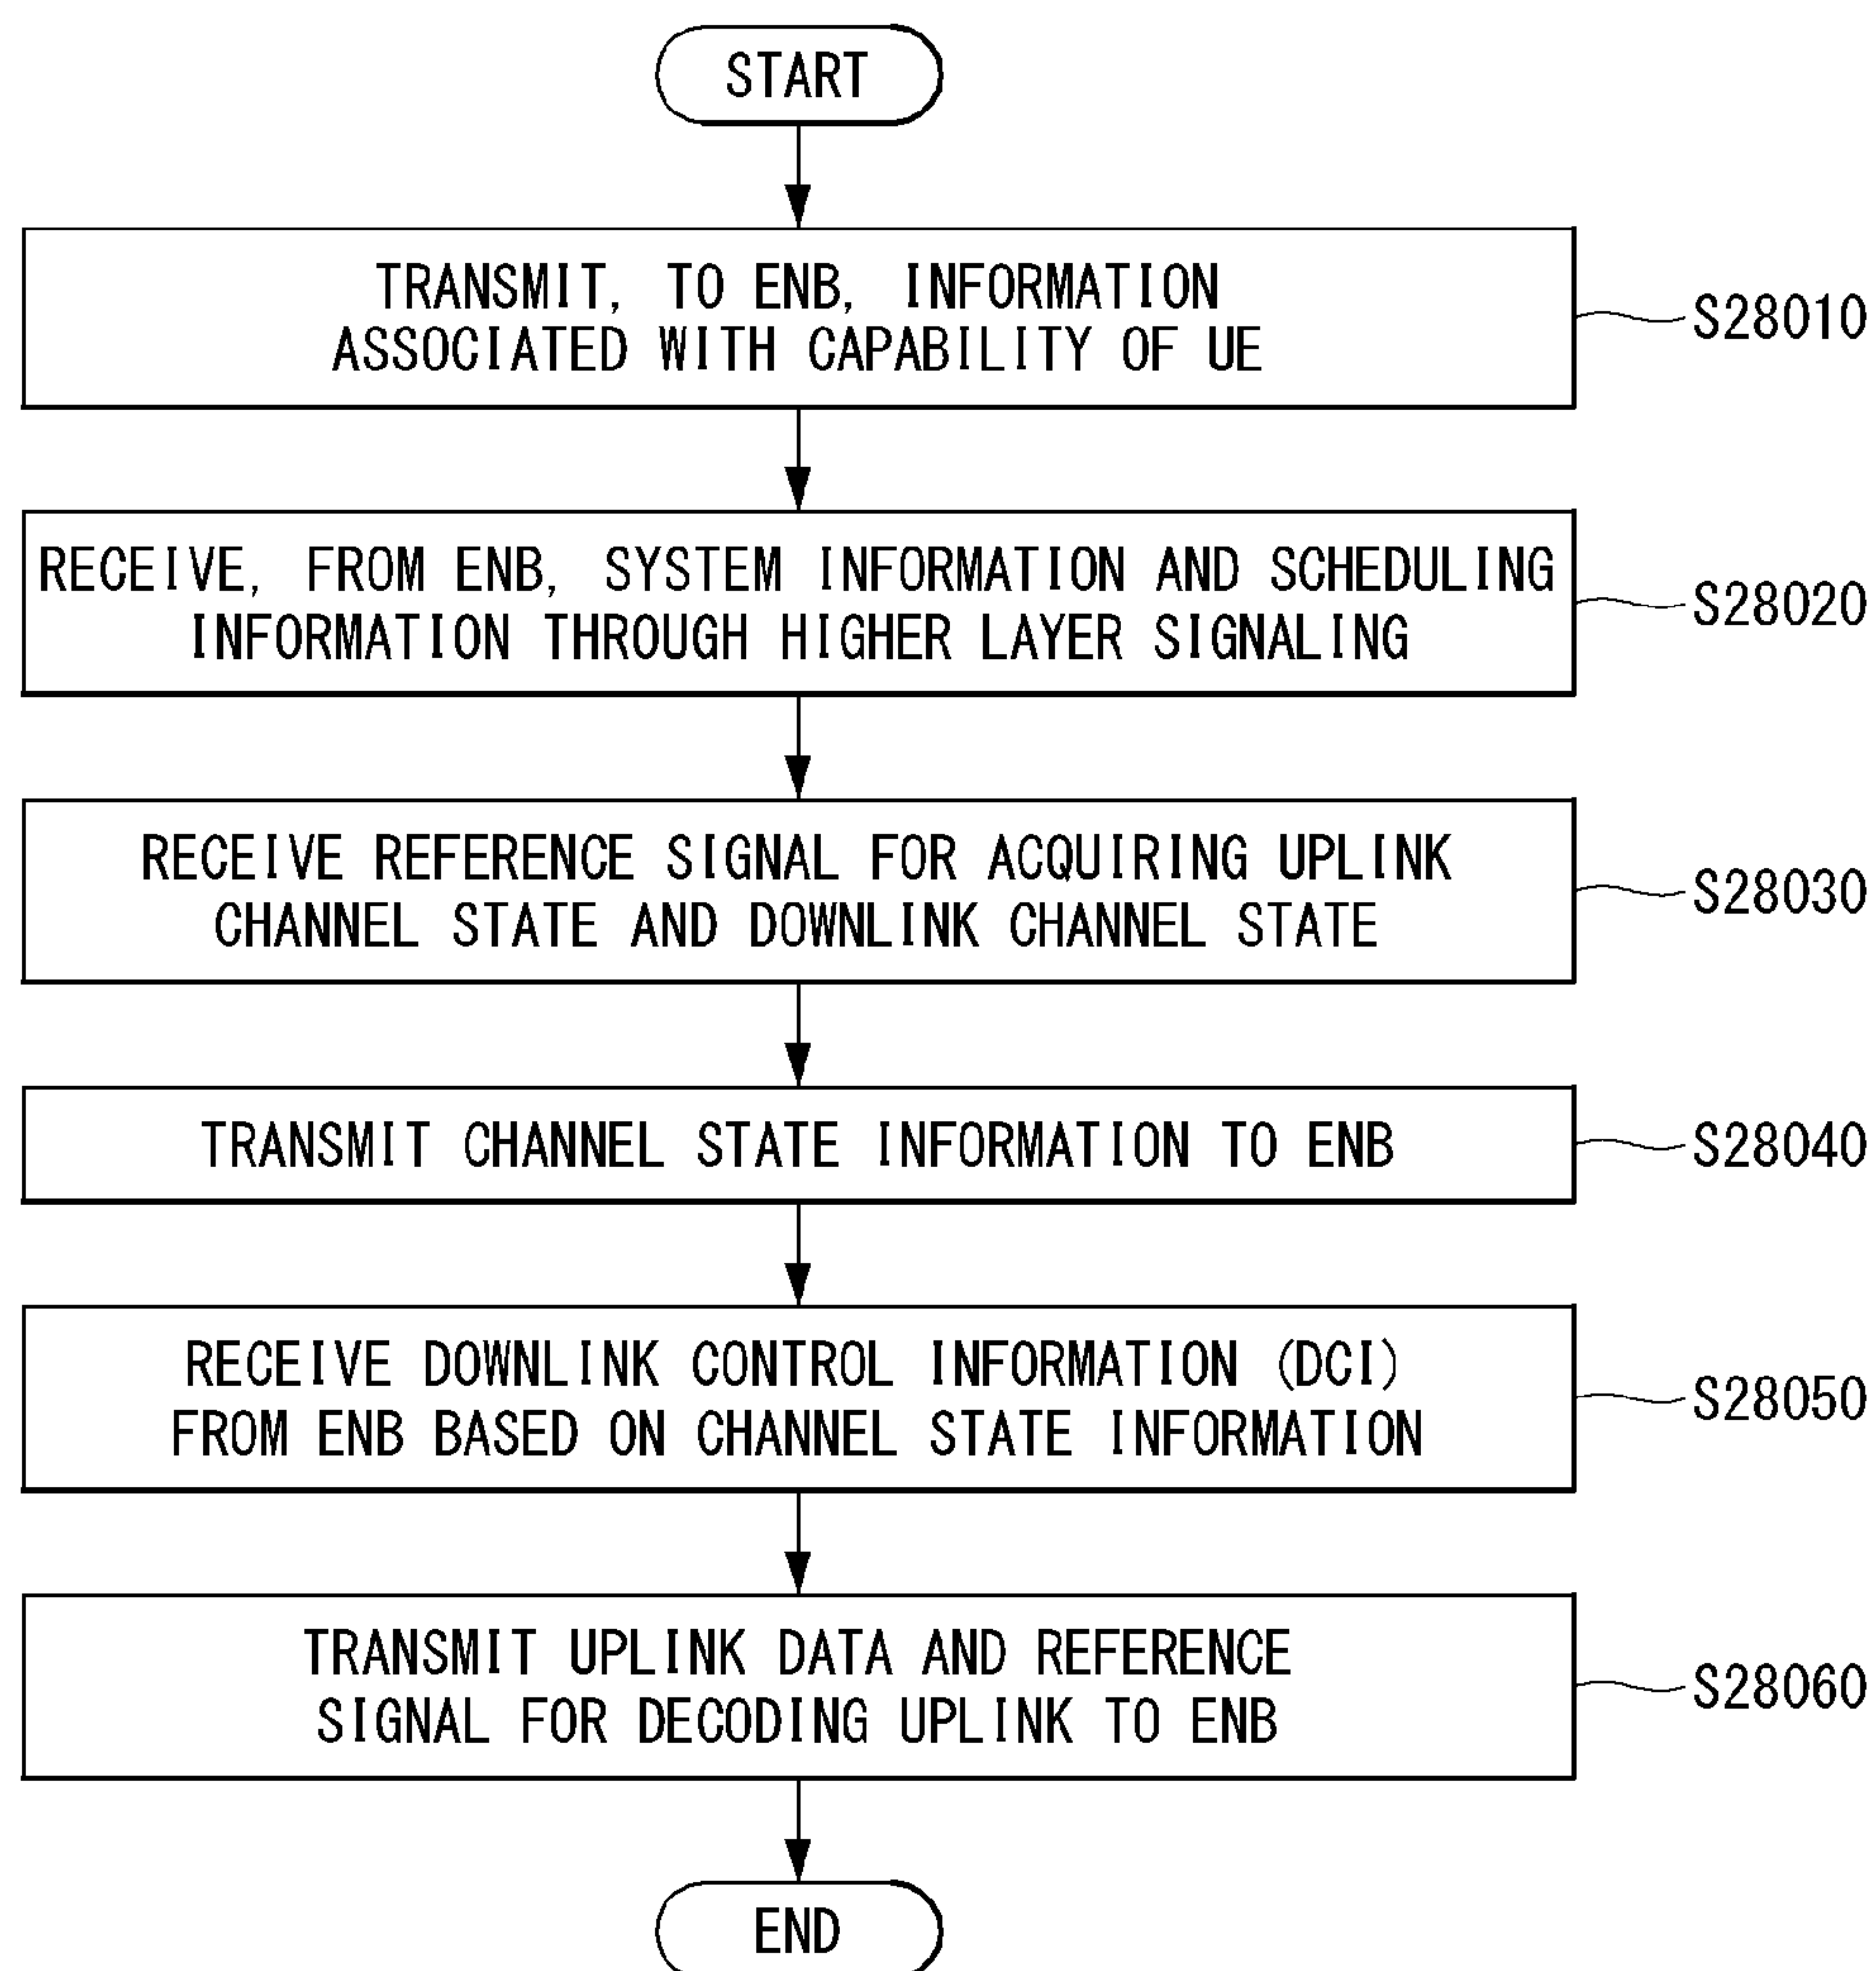 START
TRANSMIT, TO ENB, INFORMATION
ASSOCIATED WITH CAPABILITY OF UE
S28010
RECEIVE, FROM ENB, SYSTEM INFORMATION AND SCHEDULING
INFORMATION THROUGH HIGHER LAYER SIGNALING
S28020
RECEIVE REFERENCE SIGNAL FOR ACQUIRING UPLINK
CHANNEL STATE AND DOWNLINK CHANNEL STATE
S28030
TRANSMIT CHANNEL STATE INFORMATION TO ENB
S28040
RECEIVE DOWNLINK CONTROL INFORMATION (DCI)
FROM ENB BASED ON CHANNEL STATE INFORMATION
S28050
TRANSMIT UPLINK DATA AND REFERENCE
SIGNAL FOR DECODING UPLINK TO ENB
S28060
END